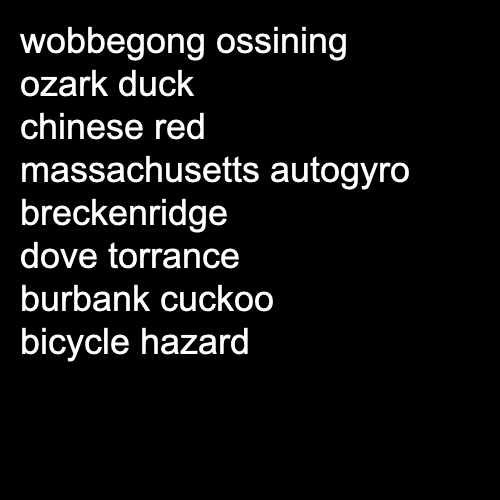 wobbegong ossining
ozark duck
chinese red
massachusetts autogyro
breckenridge
dove torrance
burbank cuckoo
bicycle hazard